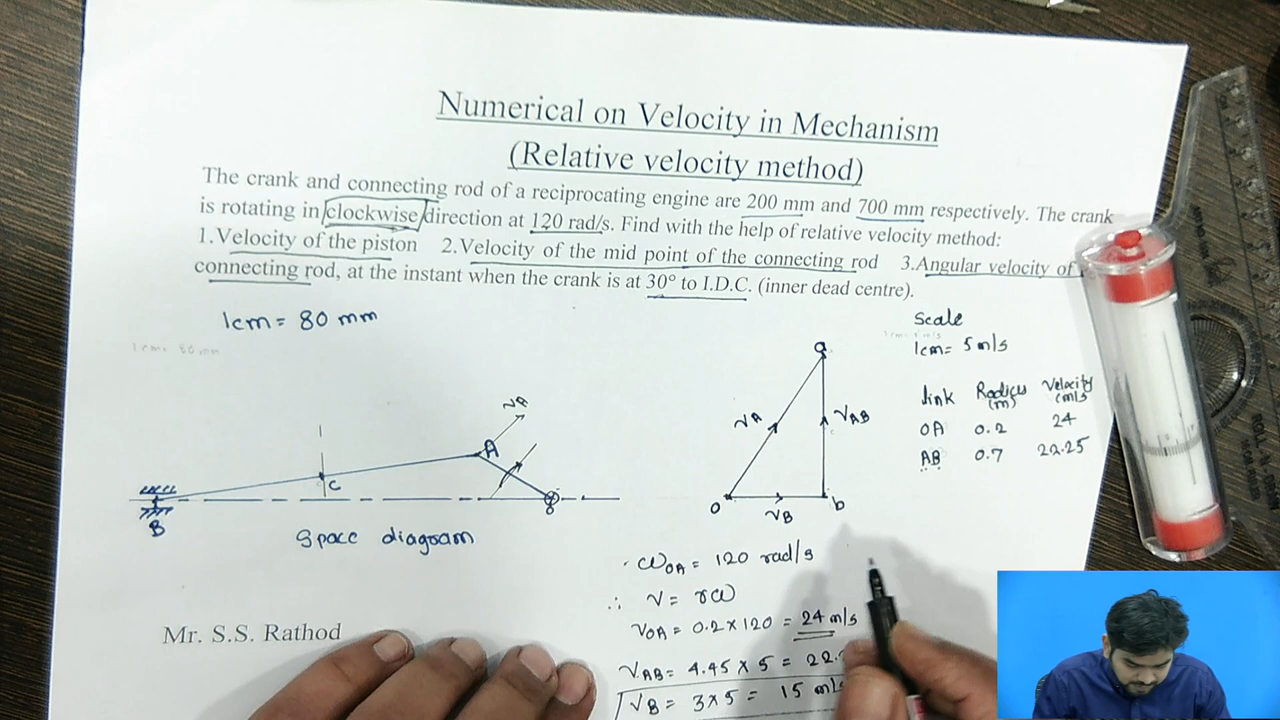 Numerical on Velocity in Mechanism
(Relative velocity method)
The crank and connecting rod of a reciprocating engine are 200 mm and 700 mm respectively. The crank
is rotating in clockwise direction at 120 rad/s. Find with the help of relative velocity method:
1.Velocity of the piston 2.Velocity of the mid point of the connecting rod 3.Angular velocity of
connecting rod, at the instant when the crank is at 30° to I.D.C. (inner dead centre).
1cm = 80 mm
1cm = 80 mm
Scale
1cm = 5 m/s
Link Radius (m) Velocity (m/s)
OA 0.2 24
AB 0.7 22.25
VA
A
C
B
O
Space diagram
a
VA
VAB
o
VB
b
ωOA = 120 rad/s
∴ V = rω
VOA = 0.2 x 120 = 24 m/s
VAB = 4.45 x 5 = 22.
VB = 3 x 5 = 15 m/s
Mr. S.S. Rathod